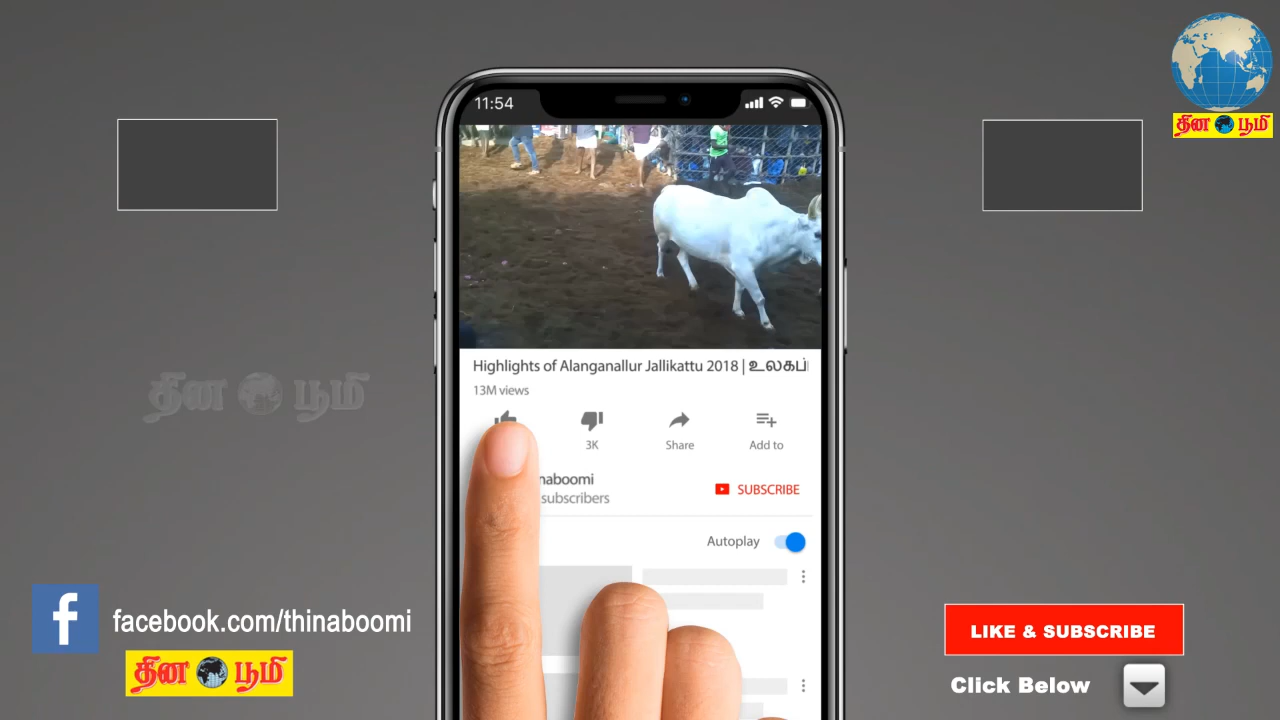 தின பூமி
11:54
Highlights of Alanganallur Jallikattu 2018 | உலகப்
13M views
தின பூமி
3K
Share
Add to
naboomi
subscribers
SUBSCRIBE
Autoplay
facebook.com/thinaboomi
தின பூமி
LIKE & SUBSCRIBE
Click Below